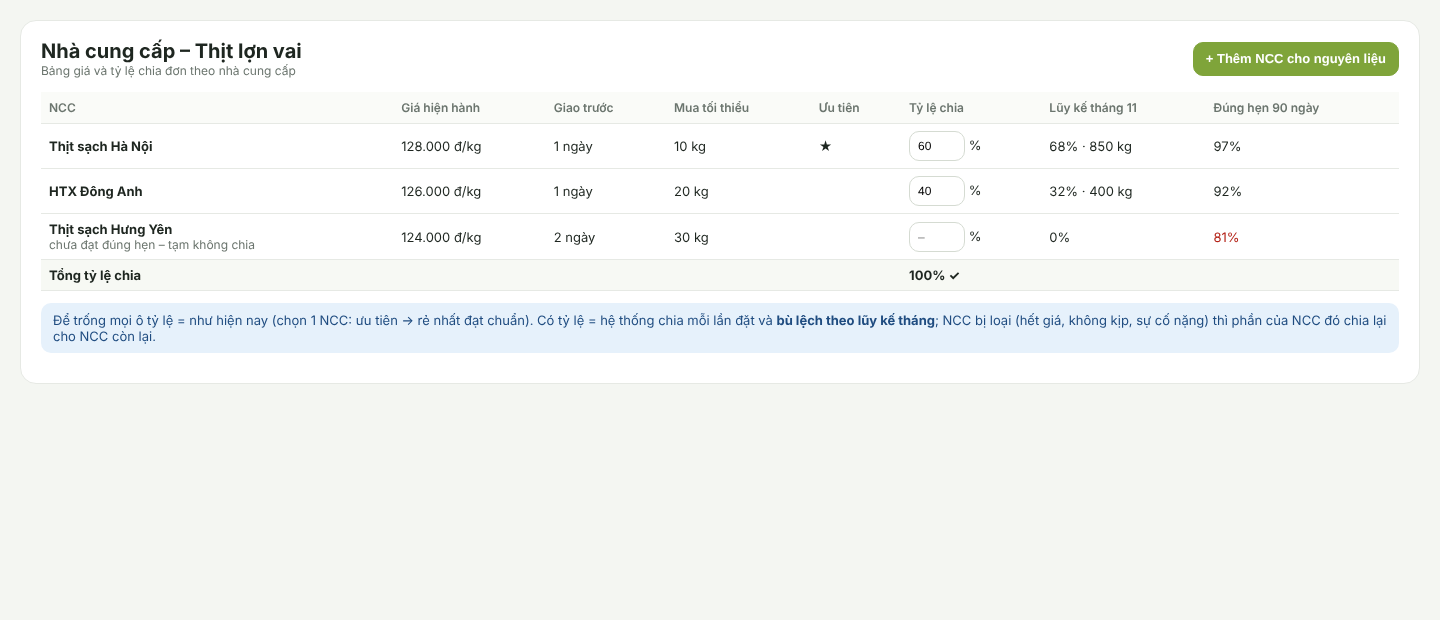 Nhà cung cấp – Thịt lợn vai
Bảng giá và tỷ lệ chia đơn theo nhà cung cấp
+ Thêm NCC cho nguyên liệu
NCC Giá hiện hành Giao trước Mua tối thiểu Ưu tiên Tỷ lệ chia Lũy kế tháng 11 Đúng hẹn 90 ngày
Thịt sạch Hà Nội 128.000 đ/kg 1 ngày 10 kg ★ 60 % 68% · 850 kg 97%
HTX Đông Anh 126.000 đ/kg 1 ngày 20 kg 40 % 32% · 400 kg 92%
Thịt sạch Hưng Yên 124.000 đ/kg 2 ngày 30 kg – % 0% 81%
chưa đạt đúng hẹn – tạm không chia
Tổng tỷ lệ chia 100% ✓
Để trống mọi ô tỷ lệ = như hiện nay (chọn 1 NCC: ưu tiên → rẻ nhất đạt chuẩn). Có tỷ lệ = hệ thống chia mỗi lần đặt và bù lệch theo lũy kế tháng; NCC bị loại (hết giá, không kịp, sự cố nặng) thì phần của NCC đó chia lại
cho NCC còn lại.